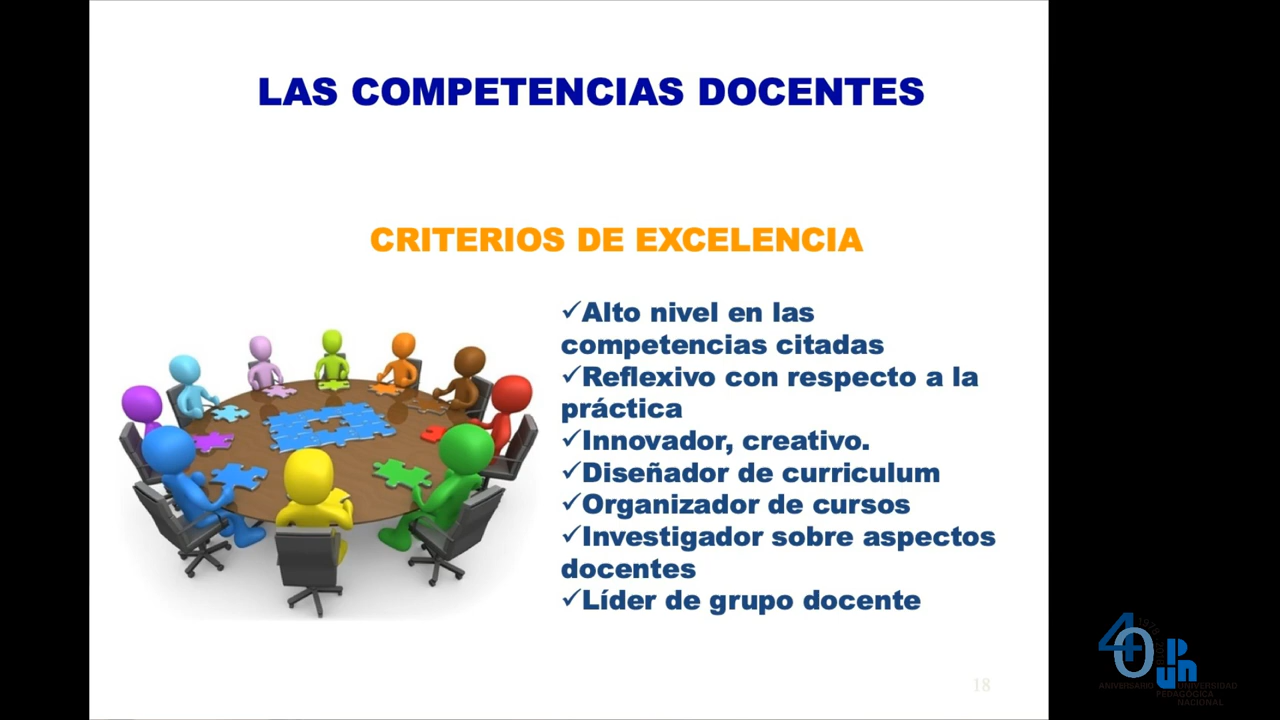 LAS COMPETENCIAS DOCENTES
CRITERIOS DE EXCELENCIA
✓Alto nivel en las
competencias citadas
✓Reflexivo con respecto a la
práctica
✓Innovador, creativo.
✓Diseñador de curriculum
✓Organizador de cursos
✓Investigador sobre aspectos
docentes
✓Líder de grupo docente
18
40
ANIVERSARIO
UNIVERSIDAD
PEDAGÓGICA
NACIONAL